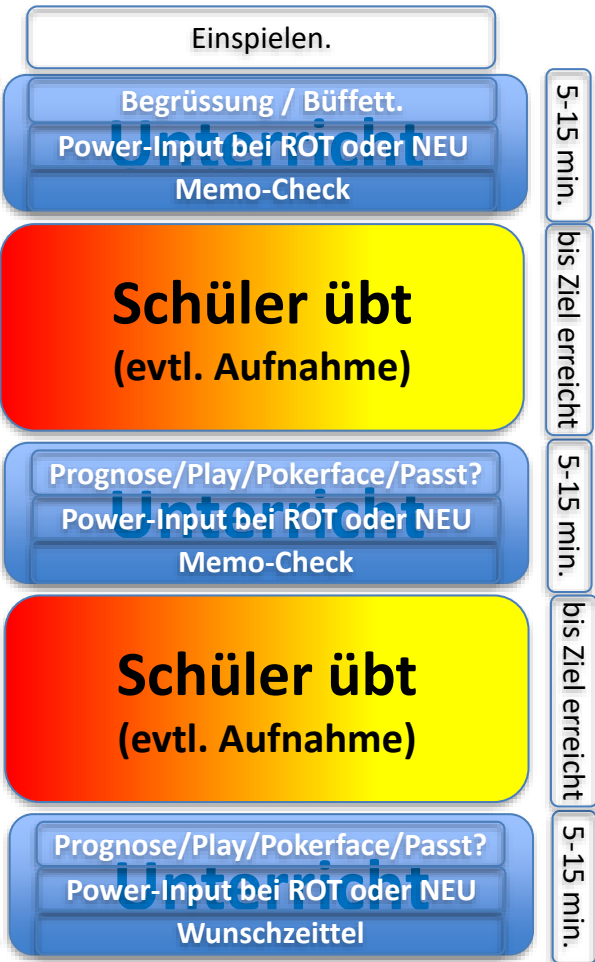 Einspielen.
Unterricht
Begrüssung / Büffett.
Power-Input bei ROT oder NEU
Memo-Check
5-15 min.
Schüler übt
(evtl. Aufnahme)
bis Ziel erreicht
Unterricht
Prognose/Play/Pokerface/Passt?
Power-Input bei ROT oder NEU
Memo-Check
5-15 min.
Schüler übt
(evtl. Aufnahme)
bis Ziel erreicht
Unterricht
Prognose/Play/Pokerface/Passt?
Power-Input bei ROT oder NEU
Wunschzeittel
5-15 min.